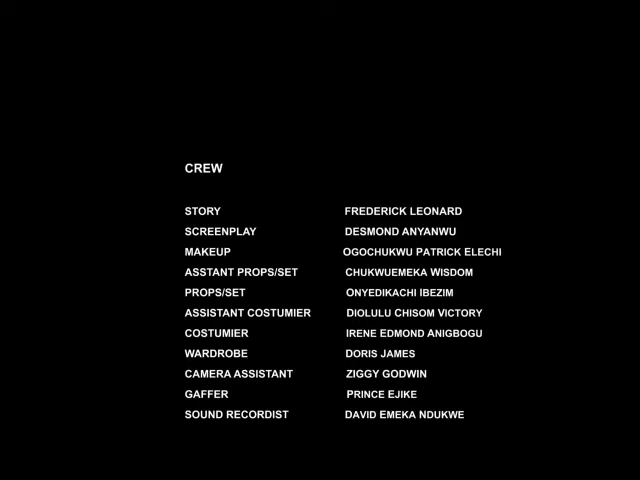 CREW
STORY FREDERICK LEONARD
SCREENPLAY DESMOND ANYANWU
MAKEUP OGOCHUKWU PATRICK ELECHI
ASSTANT PROPS/SET CHUKWUEMEKA WISDOM
PROPS/SET ONYEDIKACHI IBEZIM
ASSISTANT COSTUMIER DIOLULU CHISOM VICTORY
COSTUMIER IRENE EDMOND ANIGBOGU
WARDROBE DORIS JAMES
CAMERA ASSISTANT ZIGGY GODWIN
GAFFER PRINCE EJIKE
SOUND RECORDIST DAVID EMEKA NDUKWE